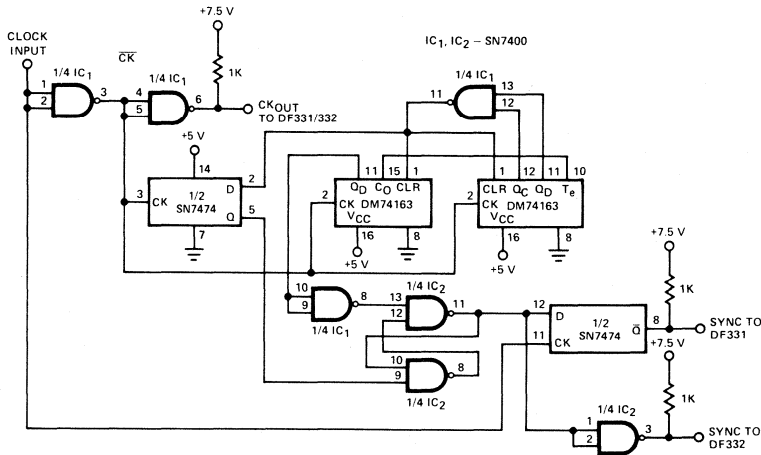 +7.5 V
CLOCK
INPUT
CK
IC1, IC2 – SN7400
1/4 IC1
1/4 IC1
1K
1/4 IC1
1
2
3
4
5
6
CKOUT
TO DF331/332
11
13
12
+5 V
14
2
3
CK
D
1/2
SN7474
Q
5
7
11 15 1
QD CO CLR
2
CK DM74163
VCC
16
8
+5 V
1 12 11 10
CLR QC QD Te
2
CK DM74163
VCC
16
8
+5 V
+7.5 V
1K
10
9
8
1/4 IC1
1/4 IC2
13
12
11
10
9
8
1/4 IC2
12
D
1/2
SN7474
Q
11
CK
8
SYNC TO
DF331
+7.5 V
1K
1/4 IC2
1
2
3
SYNC TO
DF332